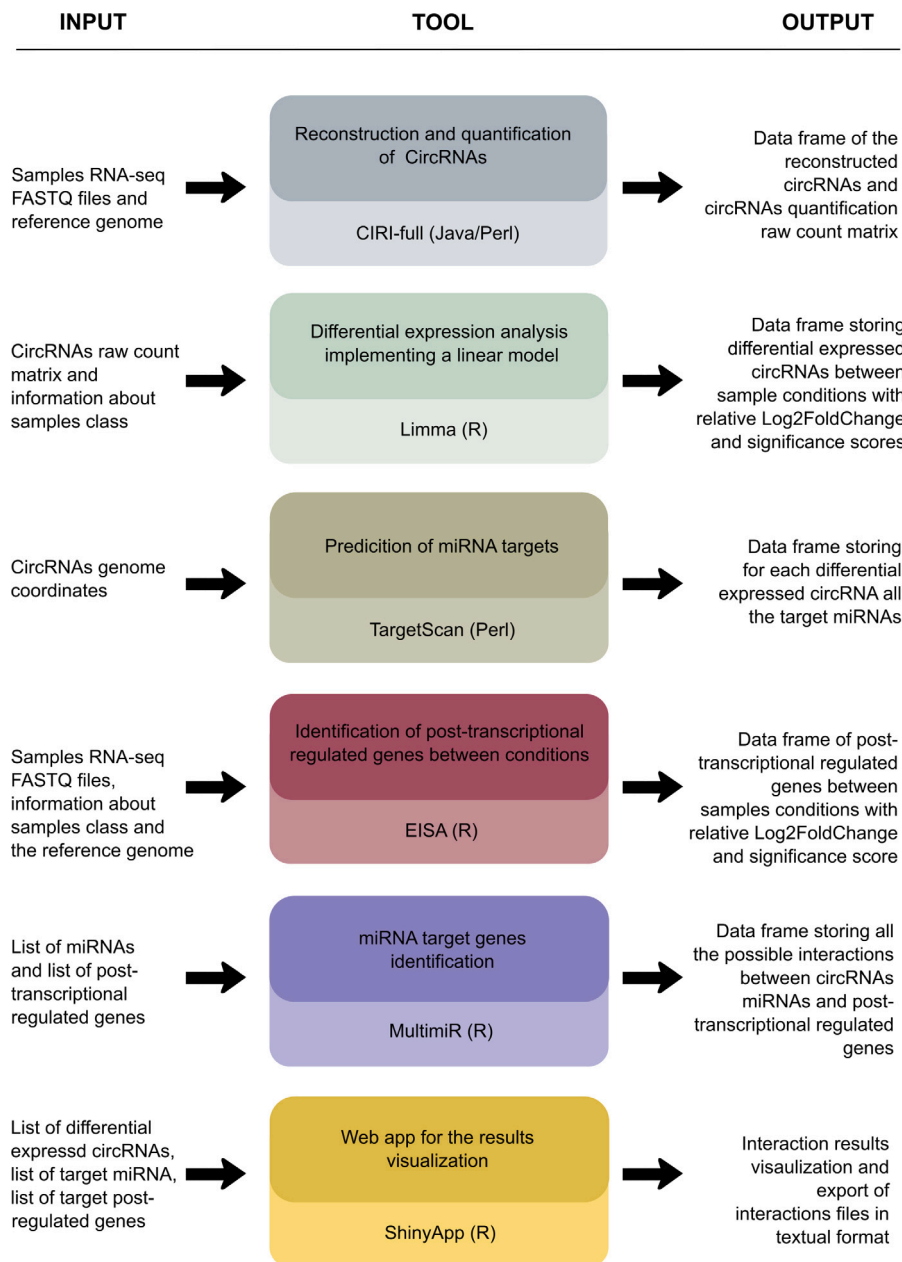 INPUT
TOOL
OUTPUT
Samples RNA-seq
FASTQ files and
reference genome
Reconstruction and quantification
of CircRNAs
CIRI-full (Java/Perl)
Data frame of the
reconstructed
circRNAs and
circRNAs quantification
raw count matrix
CircRNAs raw count
matrix and
information about
samples class
Differential expression analysis
implementing a linear model
Limma (R)
Data frame storing
differential expressed
circRNAs between
sample conditions with
relative Log2FoldChange
and significance scores
CircRNAs genome
coordinates
Predicition of miRNA targets
TargetScan (Perl)
Data frame storing
for each differential
expressed circRNA all
the target miRNAs
Samples RNA-seq
FASTQ files,
information about
samples class and
the reference genome
Identification of post-transcriptional
regulated genes between conditions
EISA (R)
Data frame of post-
transcriptional regulated
genes between
samples conditions with
relative Log2FoldChange
and significance score
List of miRNAs
and list of post-
transcriptional
regulated genes
miRNA target genes
identification
MultimiR (R)
Data frame storing all
the possible interactions
between circRNAs
miRNAs and post-
transcriptional regulated
genes
List of differential
expressd circRNAs,
list of target miRNA,
list of target post-
regulated genes
Web app for the results
visualization
ShinyApp (R)
Interaction results
visaulization and
export of
interactions files in
textual format